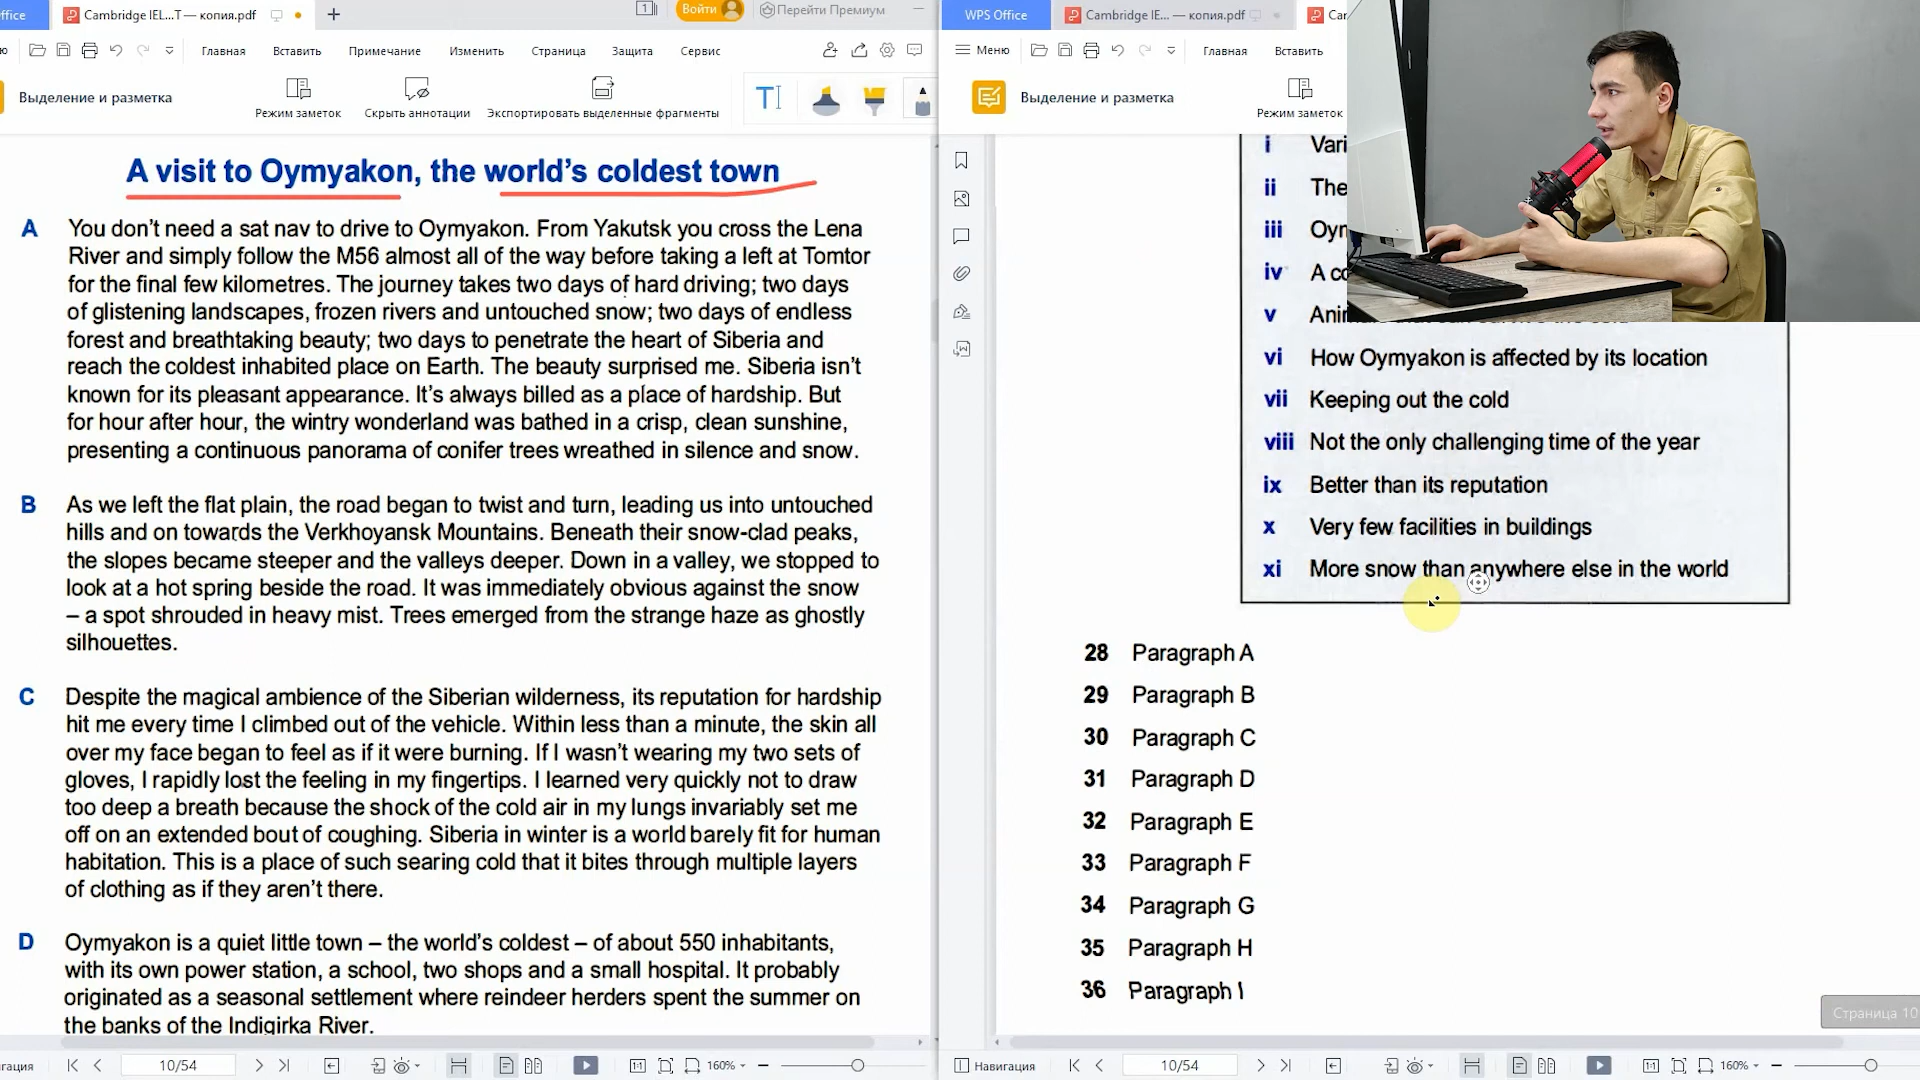 ffice
Cambridge IEL...T — копия.pdf
Войти
Перейти Премиум
Главная
Вставить
Примечание
Изменить
Страница
Защита
Сервис
Выделение и разметка
Режим заметок
Скрыть аннотации
Экспортировать выделенные фрагменты
A visit to Oymyakon, the world's coldest town
A You don't need a sat nav to drive to Oymyakon. From Yakutsk you cross the Lena
River and simply follow the M56 almost all of the way before taking a left at Tomtor
for the final few kilometres. The journey takes two days of hard driving; two days
of glistening landscapes, frozen rivers and untouched snow; two days of endless
forest and breathtaking beauty; two days to penetrate the heart of Siberia and
reach the coldest inhabited place on Earth. The beauty surprised me. Siberia isn't
known for its pleasant appearance. It's always billed as a place of hardship. But
for hour after hour, the wintry wonderland was bathed in a crisp, clean sunshine,
presenting a continuous panorama of conifer trees wreathed in silence and snow.
B As we left the flat plain, the road began to twist and turn, leading us into untouched
hills and on towards the Verkhoyansk Mountains. Beneath their snow-clad peaks,
the slopes became steeper and the valleys deeper. Down in a valley, we stopped to
look at a hot spring beside the road. It was immediately obvious against the snow
– a spot shrouded in heavy mist. Trees emerged from the strange haze as ghostly
silhouettes.
C Despite the magical ambience of the Siberian wilderness, its reputation for hardship
hit me every time I climbed out of the vehicle. Within less than a minute, the skin all
over my face began to feel as if it were burning. If I wasn't wearing my two sets of
gloves, I rapidly lost the feeling in my fingertips. I learned very quickly not to draw
too deep a breath because the shock of the cold air in my lungs invariably set me
off on an extended bout of coughing. Siberia in winter is a world barely fit for human
habitation. This is a place of such searing cold that it bites through multiple layers
of clothing as if they aren't there.
D Oymyakon is a quiet little town – the world's coldest – of about 550 inhabitants,
with its own power station, a school, two shops and a small hospital. It probably
originated as a seasonal settlement where reindeer herders spent the summer on
the banks of the Indigirka River.
гация
10/54
160%
WPS Office
Cambridge IE... — копия.pdf
Ca
Меню
Главная
Вставить
Выделение и разметка
Режим заметок
i Vari
ii The
iii Oyn
iv A co
v Ani
vi How Oymyakon is affected by its location
vii Keeping out the cold
viii Not the only challenging time of the year
ix Better than its reputation
x Very few facilities in buildings
xi More snow than anywhere else in the world
28 Paragraph A
29 Paragraph B
30 Paragraph C
31 Paragraph D
32 Paragraph E
33 Paragraph F
34 Paragraph G
35 Paragraph H
36 Paragraph I
Страница 10
Навигация
10/54
160%